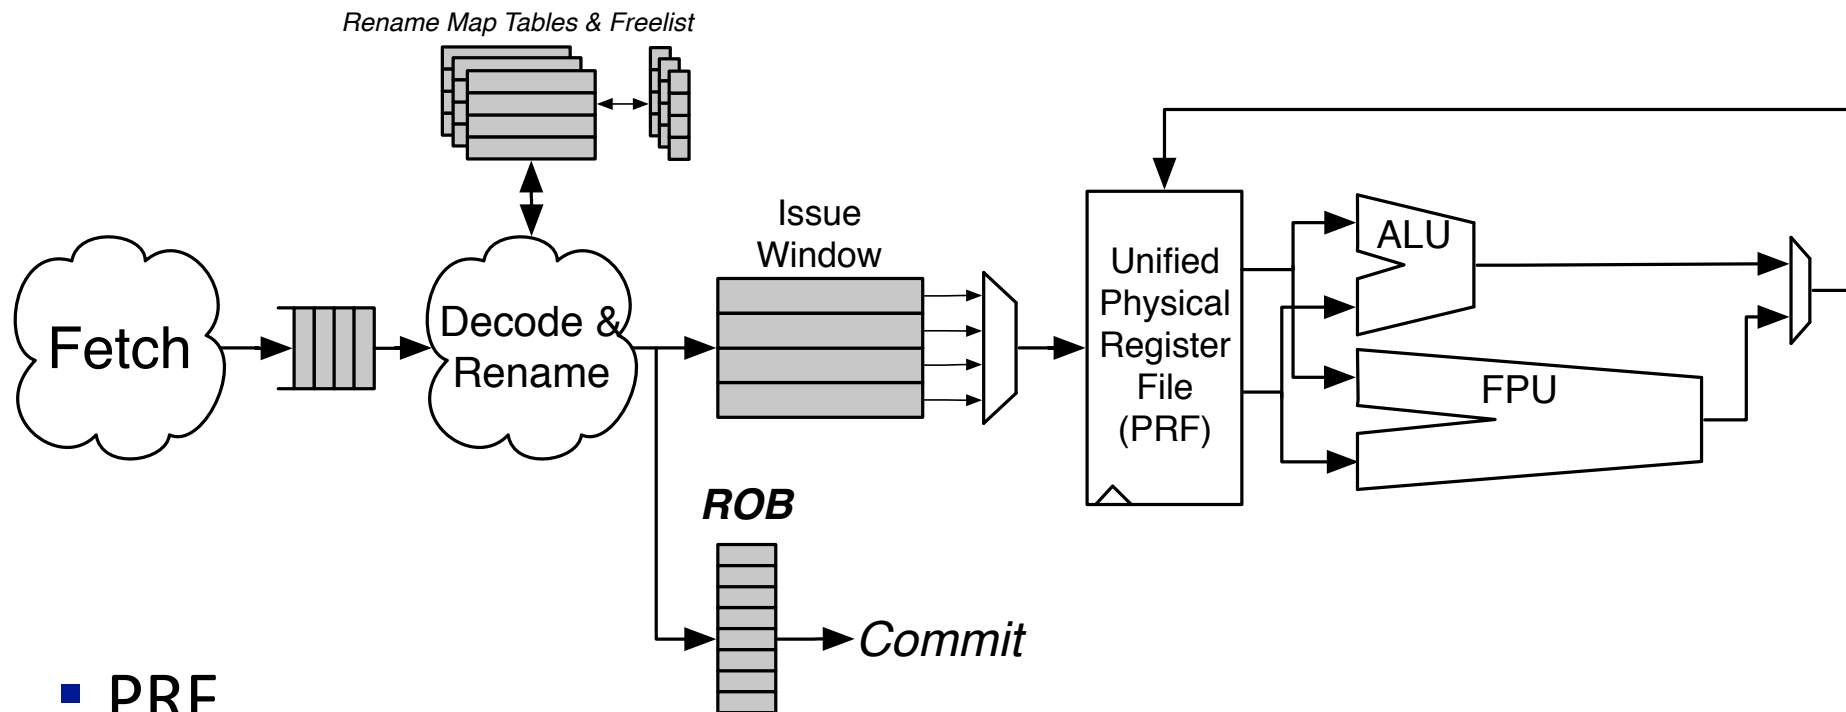 Rename Map Tables & Freelist
Issue
Window
Fetch
Decode &
Rename
Unified
Physical
Register
File
(PRF)
ALU
FPU
ROB
Commit
▪ PRF